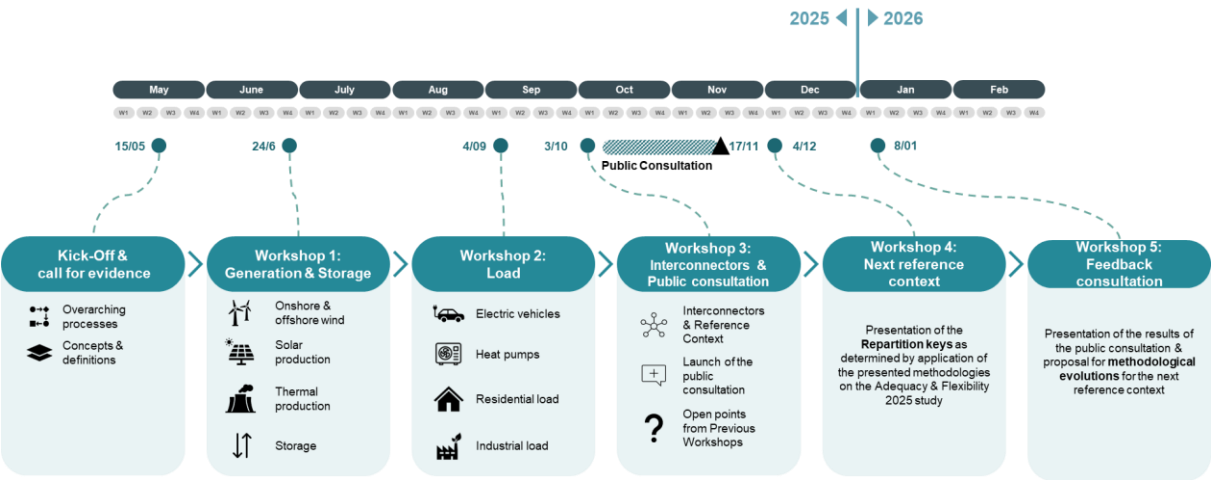 2025 2026
May June July Aug Sep Oct Nov Dec Jan Feb
W1 W2 W3 W4 W1 W2 W3 W4 W1 W2 W3 W4 W1 W2 W3 W4 W1 W2 W3 W4 W1 W2 W3 W4 W1 W2 W3 W4 W1 W2 W3 W4 W1 W2 W3 W4 W1 W2 W3 W4
15/05 24/6 4/09 3/10 17/11 4/12 8/01
Public Consultation
Kick-Off &
call for evidence
Overarching
processes
Concepts &
definitions
Workshop 1:
Generation & Storage
Onshore &
offshore wind
Solar
production
Thermal
production
Storage
Workshop 2:
Load
Electric vehicles
Heat pumps
Residential load
Industrial load
Workshop 3:
Interconnectors &
Public consultation
Interconnectors
& Reference
Context
Launch of the
public
consultation
?
Open points
from Previous
Workshops
Workshop 4:
Next reference
context
Presentation of the
Repartition keys as
determined by application of
the presented methodologies
on the Adequacy & Flexibility
2025 study
Workshop 5:
Feedback
consultation
Presentation of the results of
the public consultation &
proposal for methodological
evolutions for the next
reference context